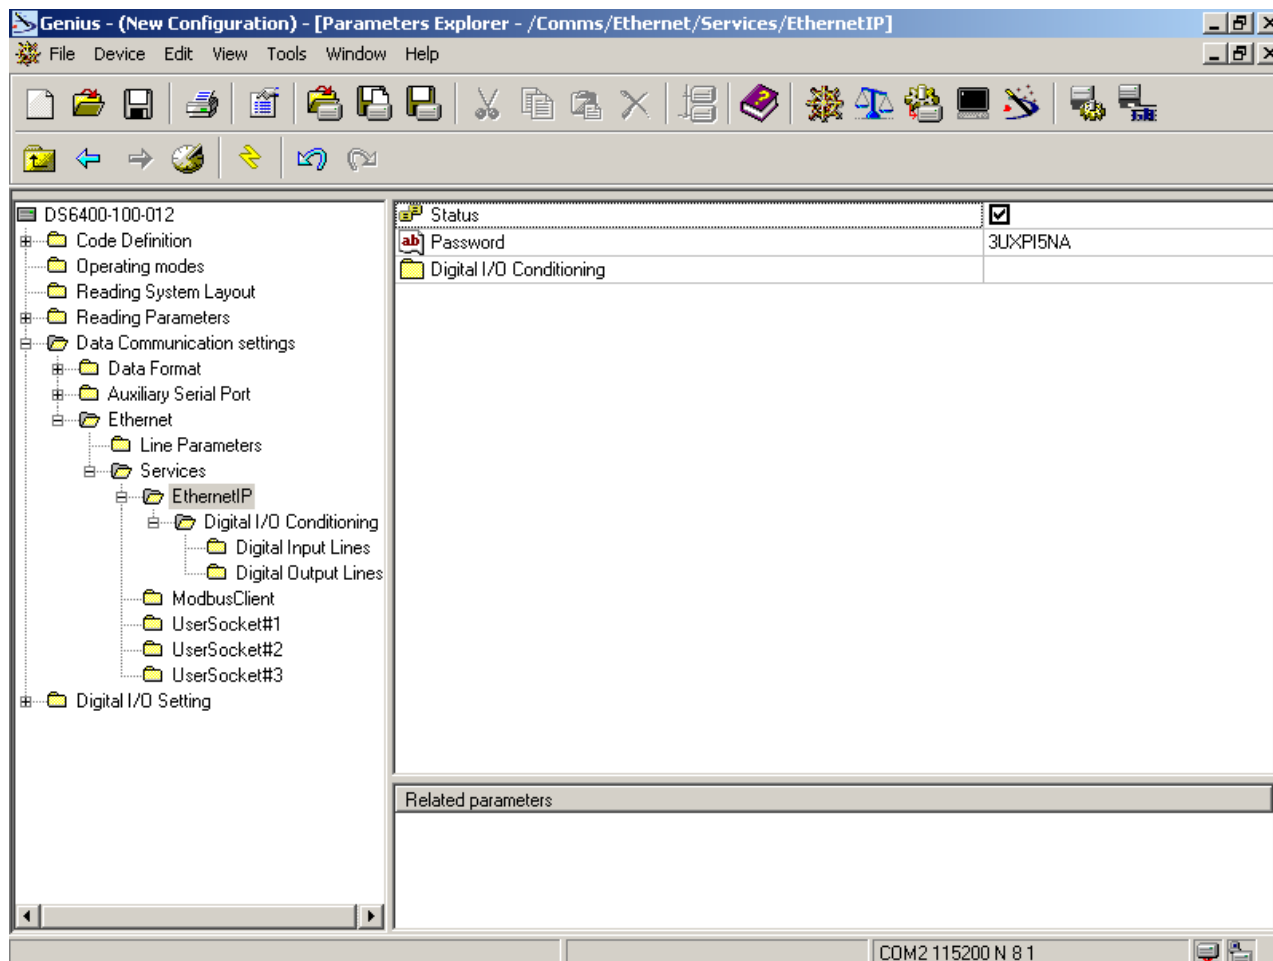 Genius - (New Configuration) - [Parameters Explorer - /Comms/Ethernet/Services/EthernetIP]
File Device Edit View Tools Window Help
DS6400-100-012
Code Definition
Operating modes
Reading System Layout
Reading Parameters
Data Communication settings
Data Format
Auxiliary Serial Port
Ethernet
Line Parameters
Services
EthernetIP
Digital I/O Conditioning
Digital Input Lines
Digital Output Lines
ModbusClient
UserSocket#1
UserSocket#2
UserSocket#3
Digital I/O Setting
Status
ab Password 3UXPI5NA
Digital I/O Conditioning
Related parameters
COM2 115200 N 8 1